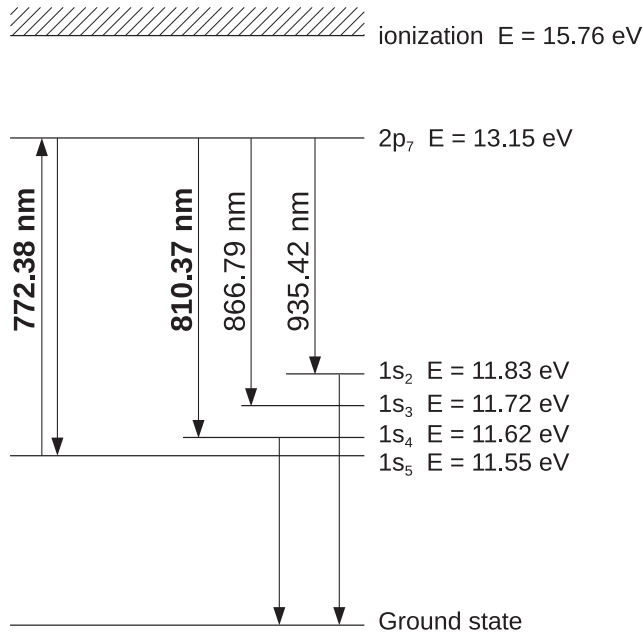 ionization E = 15.76 eV
2p₇ E = 13.15 eV
772.38 nm
810.37 nm
866.79 nm
935.42 nm
1s₂ E = 11.83 eV
1s₃ E = 11.72 eV
1s₄ E = 11.62 eV
1s₅ E = 11.55 eV
Ground state